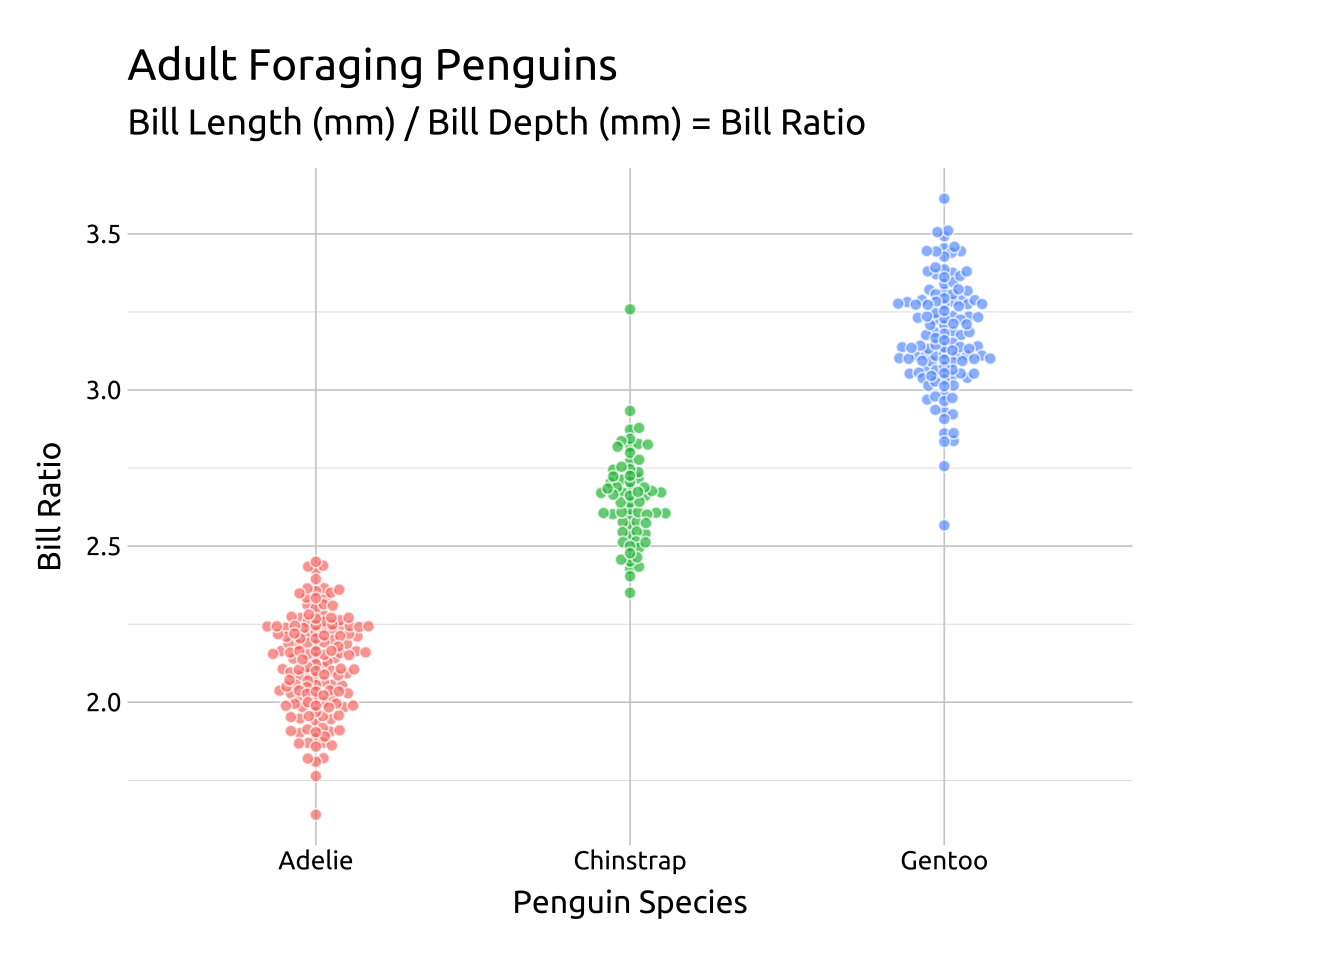 Adult Foraging Penguins
Bill Length (mm) / Bill Depth (mm) = Bill Ratio
3.5
3.0
2.5
2.0
Bill Ratio
Adelie
Chinstrap
Gentoo
Penguin Species